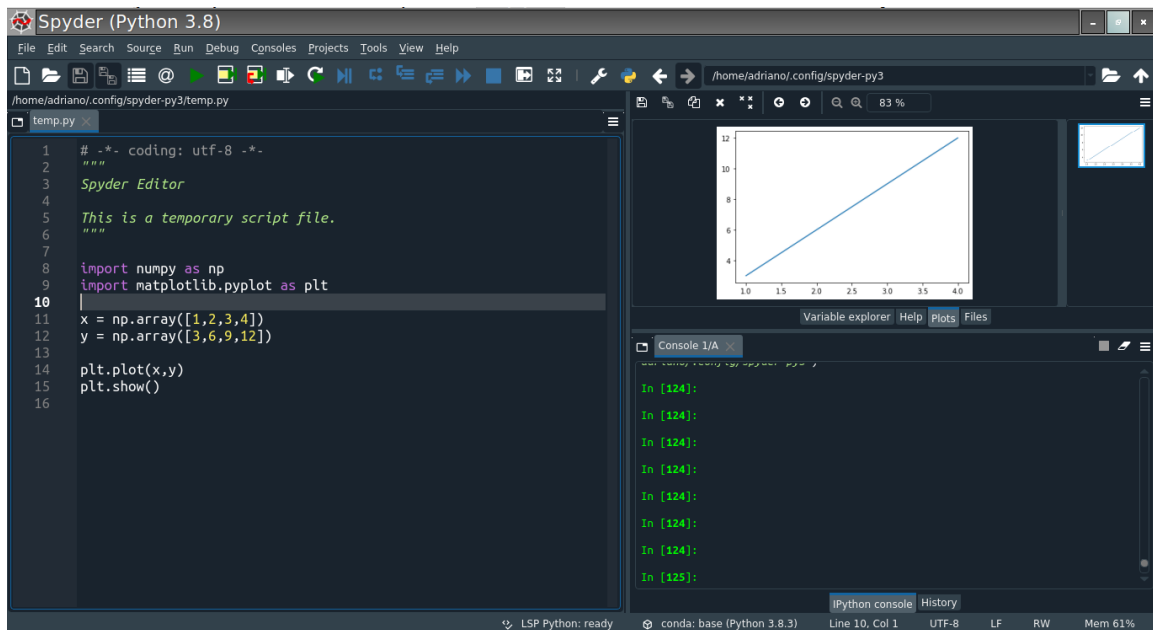 Spyder (Python 3.8)
File Edit Search Source Run Debug Consoles Projects Tools View Help
/home/adriano/.config/spyder-py3
/home/adriano/.config/spyder-py3/temp.py
temp.py
1 # -*- coding: utf-8 -*-
2 """
3 Spyder Editor
4
5 This is a temporary script file.
6 """
7
8 import numpy as np
9 import matplotlib.pyplot as plt
10
11 x = np.array([1,2,3,4])
12 y = np.array([3,6,9,12])
13
14 plt.plot(x,y)
15 plt.show()
16
83 %
12
10
8
6
4
1.0 1.5 2.0 2.5 3.0 3.5 4.0
Variable explorer Help Plots Files
Console 1/A
In [124]:
In [124]:
In [124]:
In [124]:
In [124]:
In [124]:
In [124]:
In [125]:
IPython console History
LSP Python: ready conda: base (Python 3.8.3) Line 10, Col 1 UTF-8 LF RW Mem 61%